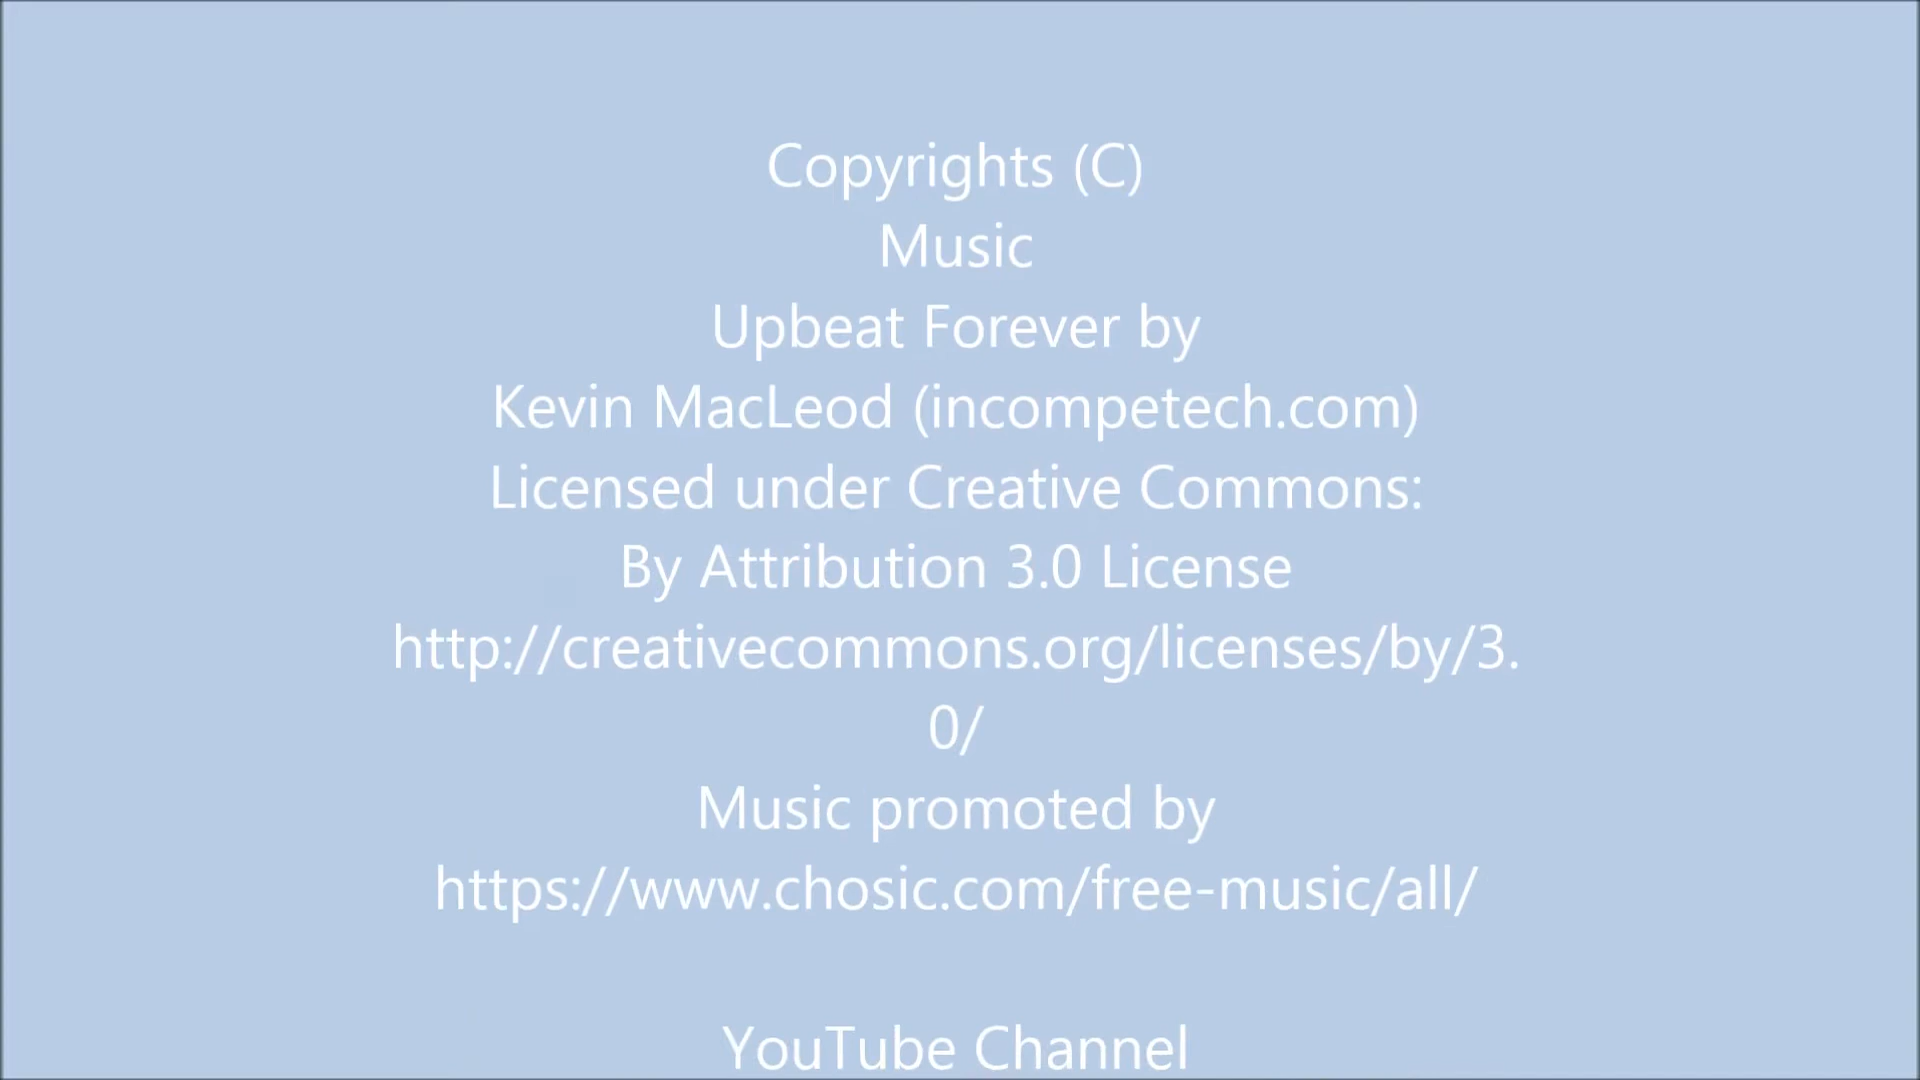 Copyrights (C)
Music
Upbeat Forever by
Kevin MacLeod (incompetech.com)
Licensed under Creative Commons:
By Attribution 3.0 License
http://creativecommons.org/licenses/by/3.
0/
Music promoted by
https://www.chosic.com/free-music/all/
YouTube Channel